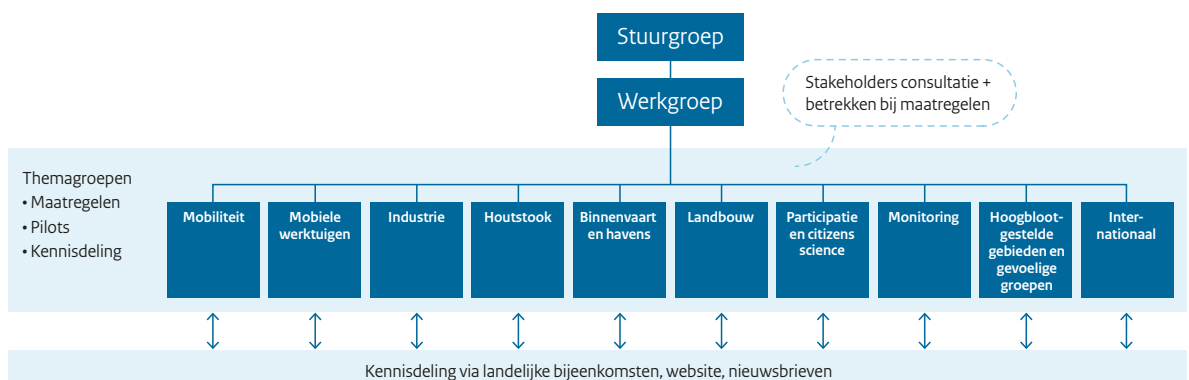 Stuurgroep
Werkgroep
Stakeholders consultatie +
betrekken bij maatregelen
Themagroepen
• Maatregelen
• Pilots
• Kennisdeling
Mobiliteit
Mobiele
werktuigen
Industrie
Houtstook
Binnenvaart
en havens
Landbouw
Participatie
en citizens
science
Monitoring
Hoogbloot-
gestelde
gebieden en
gevoelige
groepen
Inter-
nationaal
Kennisdeling via landelijke bijeenkomsten, website, nieuwsbrieven